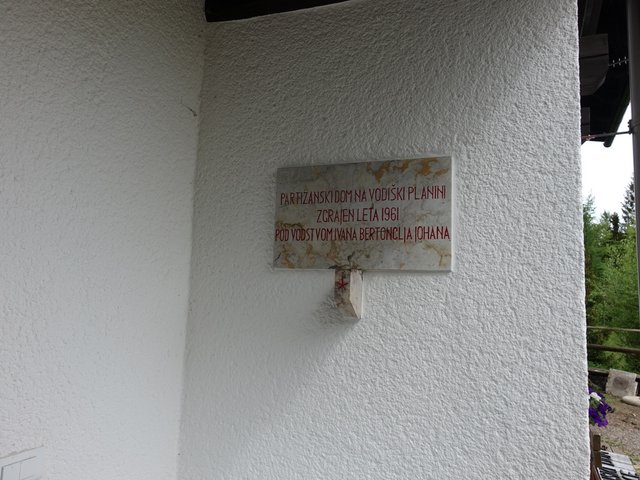 PARTIZANSKI DOM NA VODIŠKI PLANINI
ZGRAJEN LETA 1961
POD VODSTVOM IVANA BERTONCLJA JOHANA